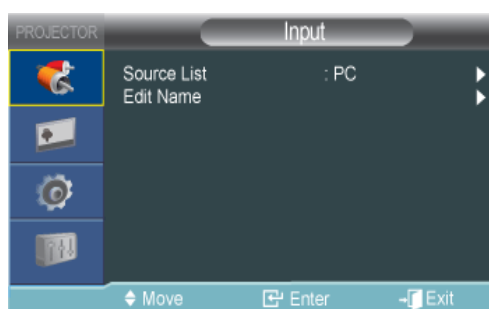 PROJECTOR
Input
Source List : PC
Edit Name
Move Enter Exit